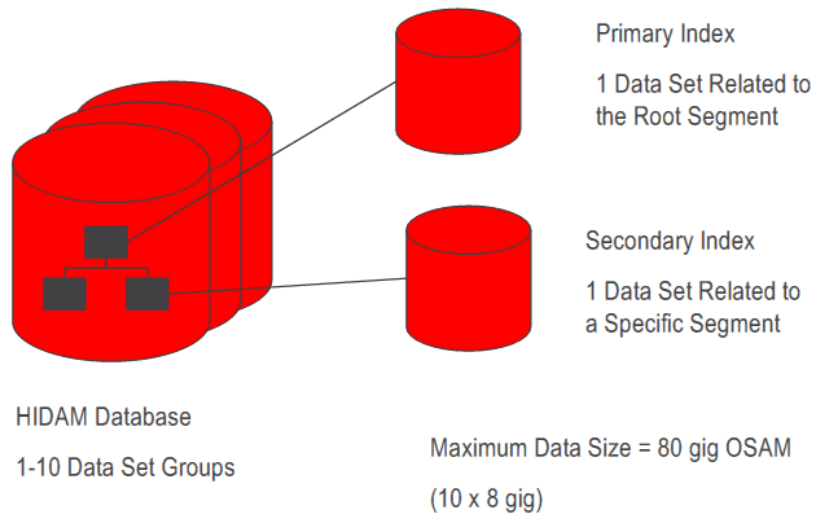 Primary Index
1 Data Set Related to
the Root Segment
Secondary Index
1 Data Set Related to
a Specific Segment
HIDAM Database
1-10 Data Set Groups
Maximum Data Size = 80 gig OSAM
(10 x 8 gig)